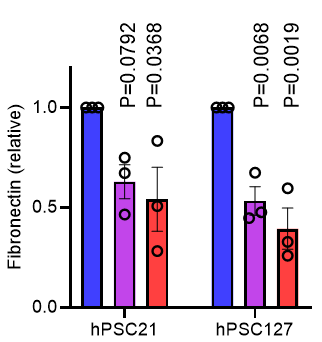 P=0.0792
P=0.0368
P=0.0068
P=0.0019
Fibronectin (relative)
1.0
0.5
0.0
hPSC21
hPSC127